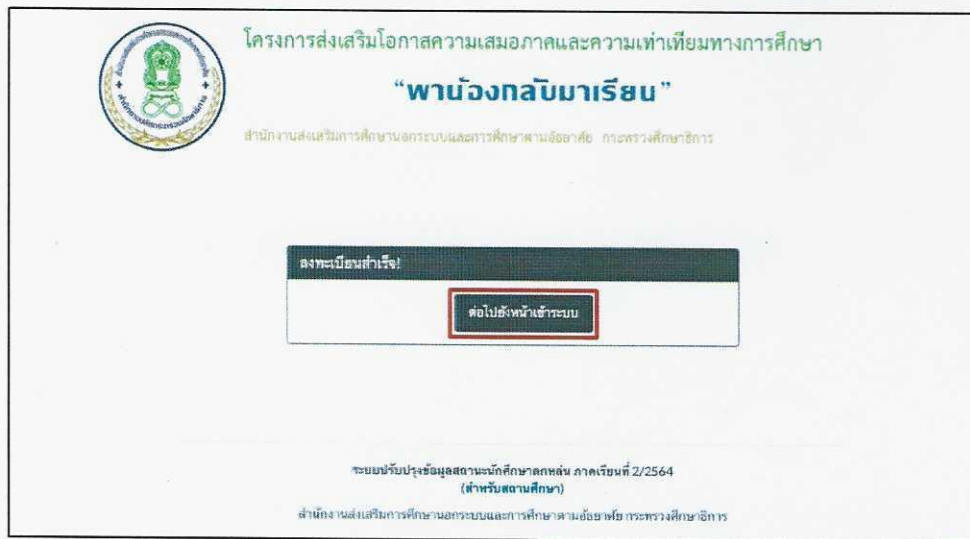 โครงการส่งเสริมโอกาสความเสมอภาคและความเท่าเทียมทางการศึกษา
“พาน้องกลับมาเรียน”
สำนักงานส่งเสริมการศึกษานอกระบบและการศึกษาตามอัธยาศัย กระทรวงศึกษาธิการ
ลงทะเบียนสำเร็จ!
ต่อไปยังหน้าเข้าระบบ
ระบบปรับปรุงข้อมูลสถานะนักศึกษาตกหล่น ภาคเรียนที่ 2/2564
(สำหรับสถานศึกษา)
สำนักงานส่งเสริมการศึกษานอกระบบและการศึกษาตามอัธยาศัย กระทรวงศึกษาธิการ